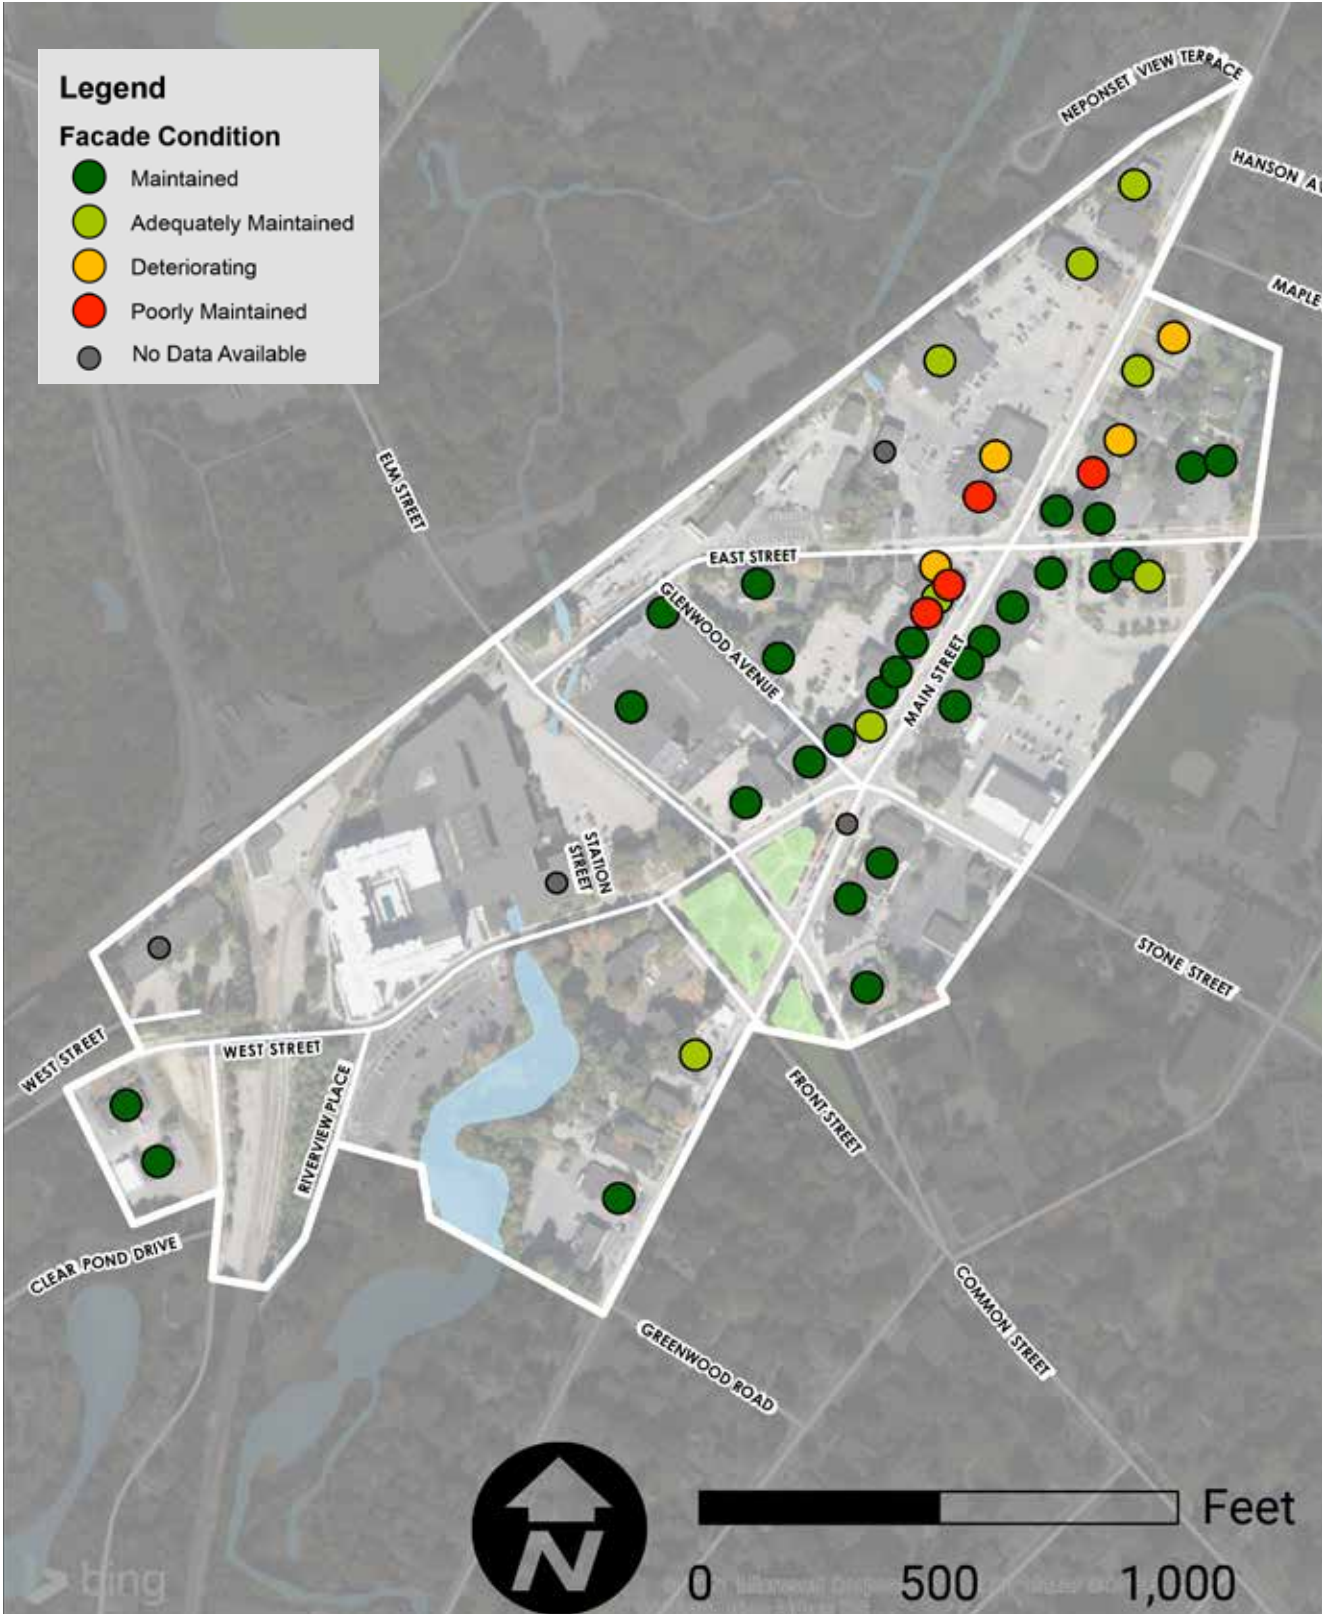 Legend
Facade Condition
Maintained
Adequately Maintained
Deteriorating
Poorly Maintained
No Data Available
NEPONSET VIEW TERRACE
HANSON AV
MAPLE
ELM STREET
EAST STREET
GLENWOOD AVENUE
MAIN STREET
STATION
STREET
STONE STREET
WEST STREET
WEST STREET
RIVERVIEW PLACE
FRONT STREET
CLEAR POND DRIVE
COMMON STREET
GREENWOOD ROAD
N
Feet
0 500 1,000
bing